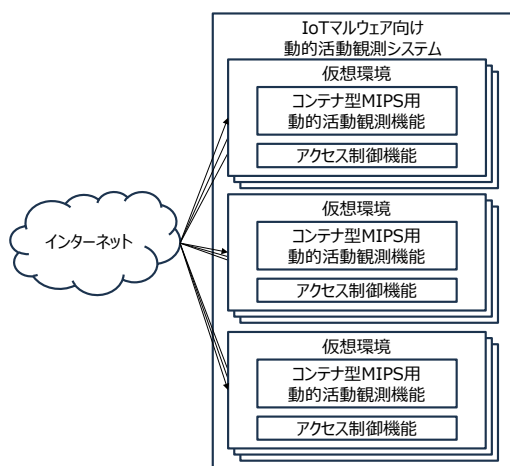 IoTマルウェア向け
動的活動観測システム
仮想環境
コンテナ型MIPS用
動的活動観測機能
アクセス制御機能
インターネット
仮想環境
コンテナ型MIPS用
動的活動観測機能
アクセス制御機能
仮想環境
コンテナ型MIPS用
動的活動観測機能
アクセス制御機能